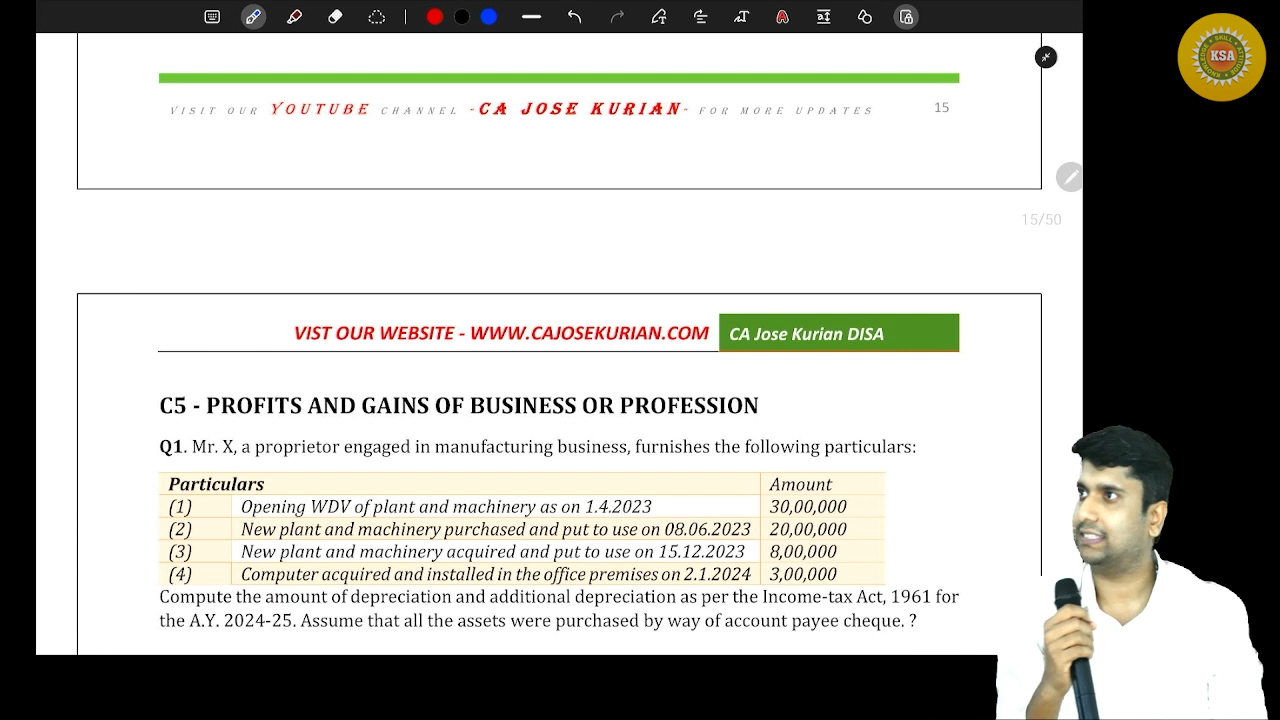 KSA
KNOWLEDGE SKILL ATTITUDE
VISIT OUR YOUTUBE CHANNEL -CA JOSE KURIAN- FOR MORE UPDATES 15
15/50
VIST OUR WEBSITE - WWW.CAJOSEKURIAN.COM CA Jose Kurian DISA
C5 - PROFITS AND GAINS OF BUSINESS OR PROFESSION
Q1. Mr. X, a proprietor engaged in manufacturing business, furnishes the following particulars:
Particulars Amount
(1) Opening WDV of plant and machinery as on 1.4.2023 30,00,000
(2) New plant and machinery purchased and put to use on 08.06.2023 20,00,000
(3) New plant and machinery acquired and put to use on 15.12.2023 8,00,000
(4) Computer acquired and installed in the office premises on 2.1.2024 3,00,000
Compute the amount of depreciation and additional depreciation as per the Income-tax Act, 1961 for
the A.Y. 2024-25. Assume that all the assets were purchased by way of account payee cheque. ?